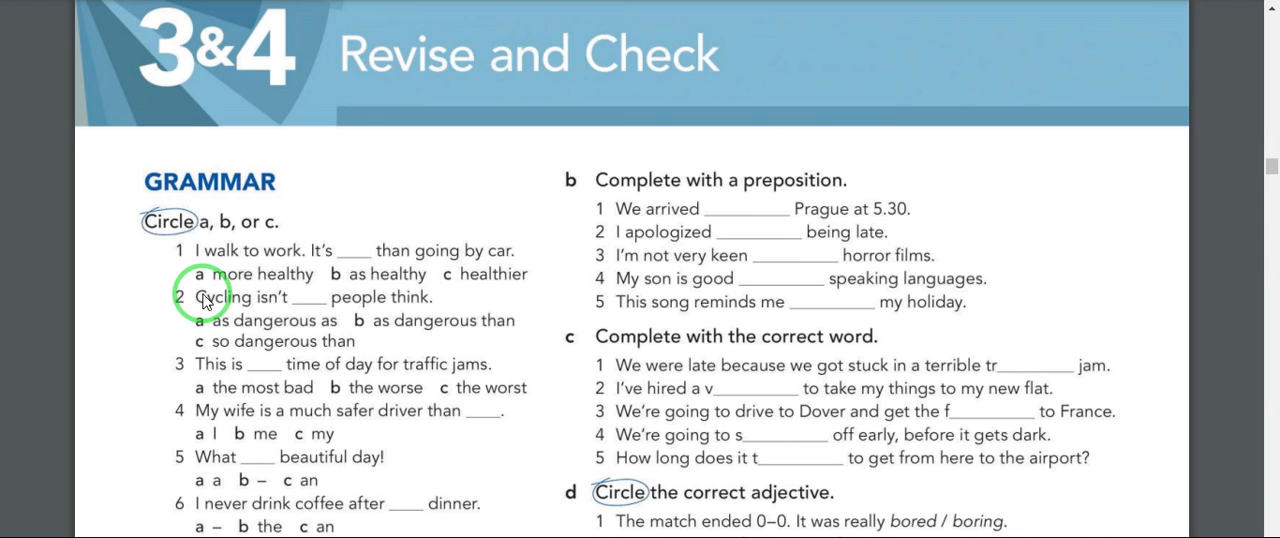 3&4 Revise and Check
GRAMMAR
Circle a, b, or c.
1 I walk to work. It's ____ than going by car.
a more healthy b as healthy c healthier
2 Cycling isn't ____ people think.
a as dangerous as b as dangerous than
c so dangerous than
3 This is ____ time of day for traffic jams.
a the most bad b the worse c the worst
4 My wife is a much safer driver than ____.
a I b me c my
5 What ____ beautiful day!
a a b – c an
6 I never drink coffee after ____ dinner.
a – b the c an
b Complete with a preposition.
1 We arrived _________ Prague at 5.30.
2 I apologized _________ being late.
3 I'm not very keen _________ horror films.
4 My son is good _________ speaking languages.
5 This song reminds me _________ my holiday.
c Complete with the correct word.
1 We were late because we got stuck in a terrible tr________ jam.
2 I've hired a v_________ to take my things to my new flat.
3 We're going to drive to Dover and get the f_________ to France.
4 We're going to s_________ off early, before it gets dark.
5 How long does it t_________ to get from here to the airport?
d Circle the correct adjective.
1 The match ended 0–0. It was really bored / boring.